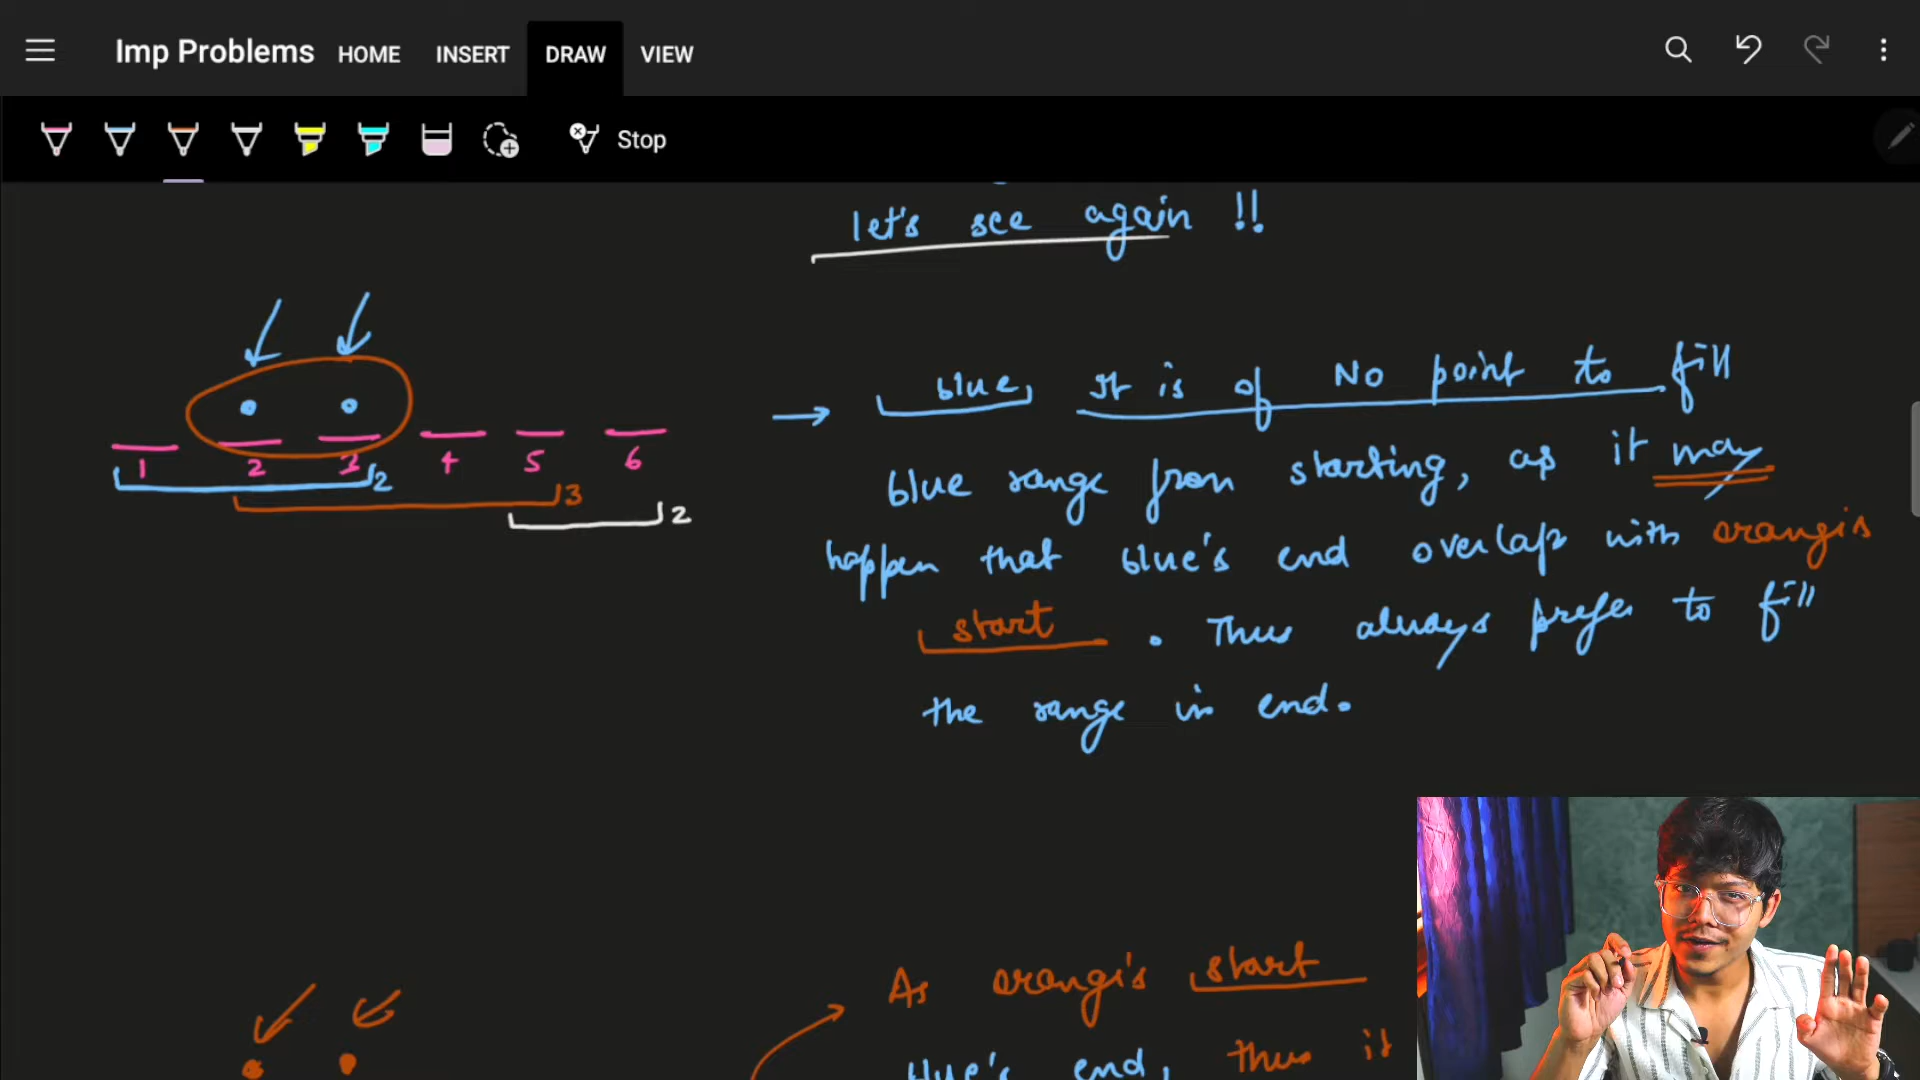 Imp Problems HOME INSERT DRAW VIEW
Stop
let's see again !!
→ blue, It is of No point to fill
blue range from starting, as it may
happen that blue's end overlap with orange's
start . Thus always prefer to fill
the range in end.
1 2 3 4 5 6
2
3
2
As orange's start
blue's end, thus it